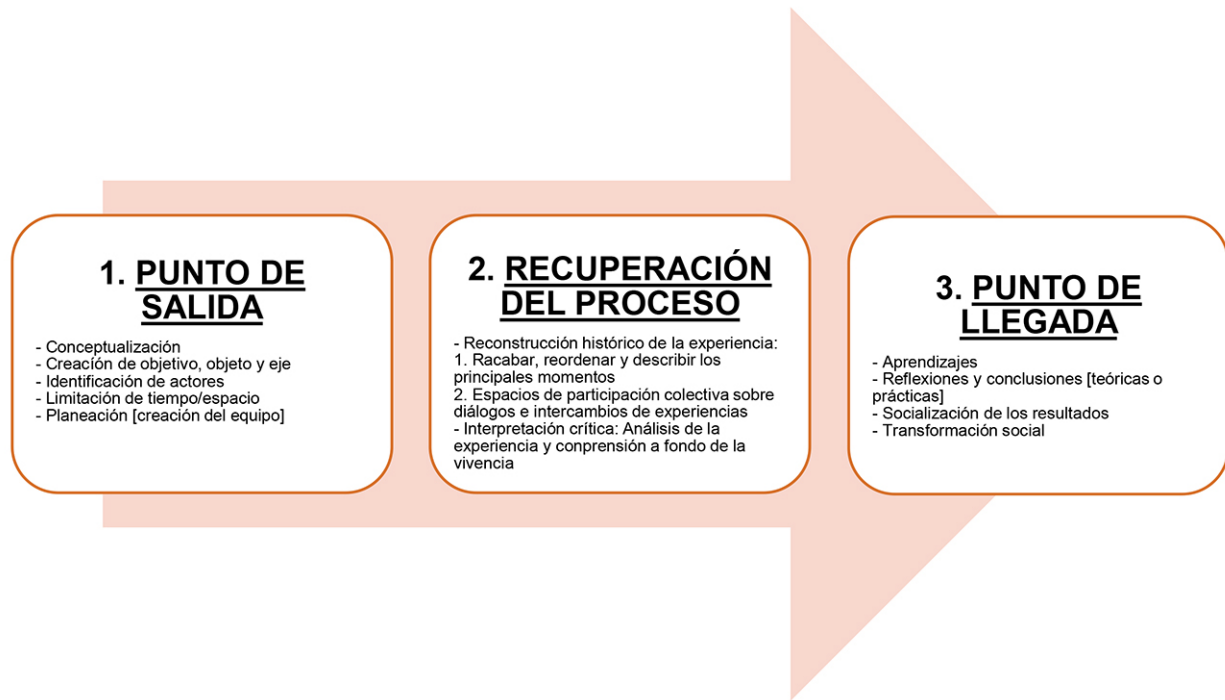 1. PUNTO DE
SALIDA
- Conceptualización
- Creacíon de objetivo, objeto y eje
- Identificación de actores
- Limitación de tiempo/espacio
- Planeación [creación del equipo]
2. RECUPERACIÓN
DEL PROCESO
- Reconstrucción histórico de la experiencia:
1. Racabar, reordenar y describir los
principales momentos
2. Espacios de participación colectiva sobre
diálogos e intercambios de experiencias
- Interpretación crítica: Análisis de la
experiencia y conprensión a fondo de la
vivencia
3. PUNTO DE
LLEGADA
- Aprendizajes
- Reflexiones y conclusiones [teóricas o
prácticas]
- Socialización de los resultados
- Transformación social